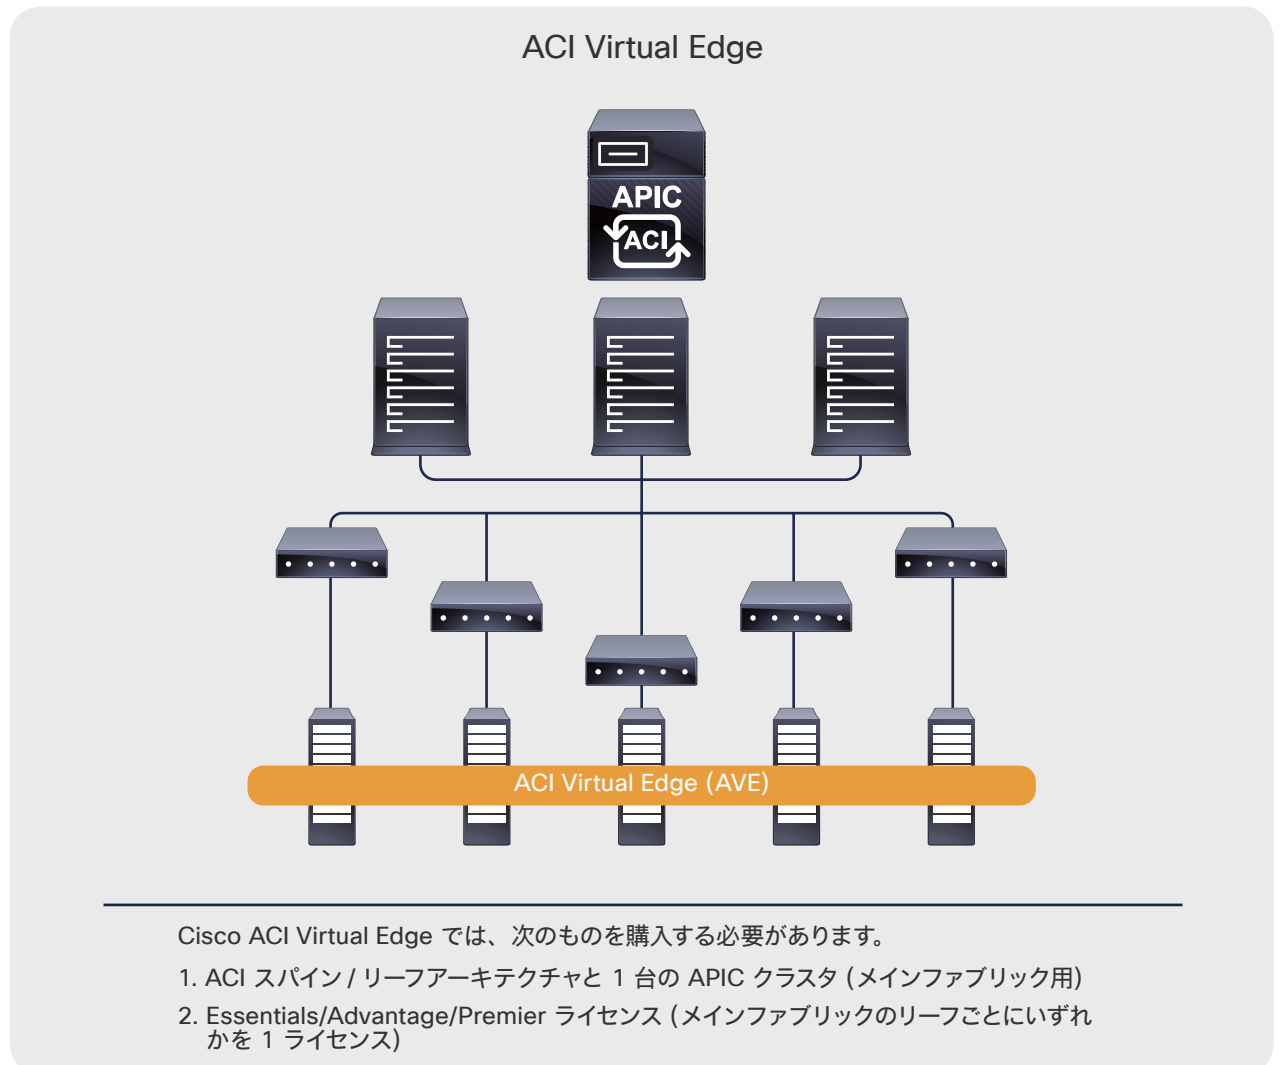 ACI Virtual Edge
APIC
ACI
ACI Virtual Edge (AVE)
Cisco ACI Virtual Edge では、次のものを購入する必要があります。
1. ACI スパイン / リーフアーキテクチャと 1 台の APIC クラスタ (メインファブリック用)
2. Essentials/Advantage/Premier ライセンス (メインファブリックのリーフごとにいずれ
かを 1 ライセンス)